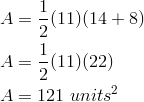 A = 1/2(11)(14 + 8)
A = 1/2(11)(22)
A = 121 units²